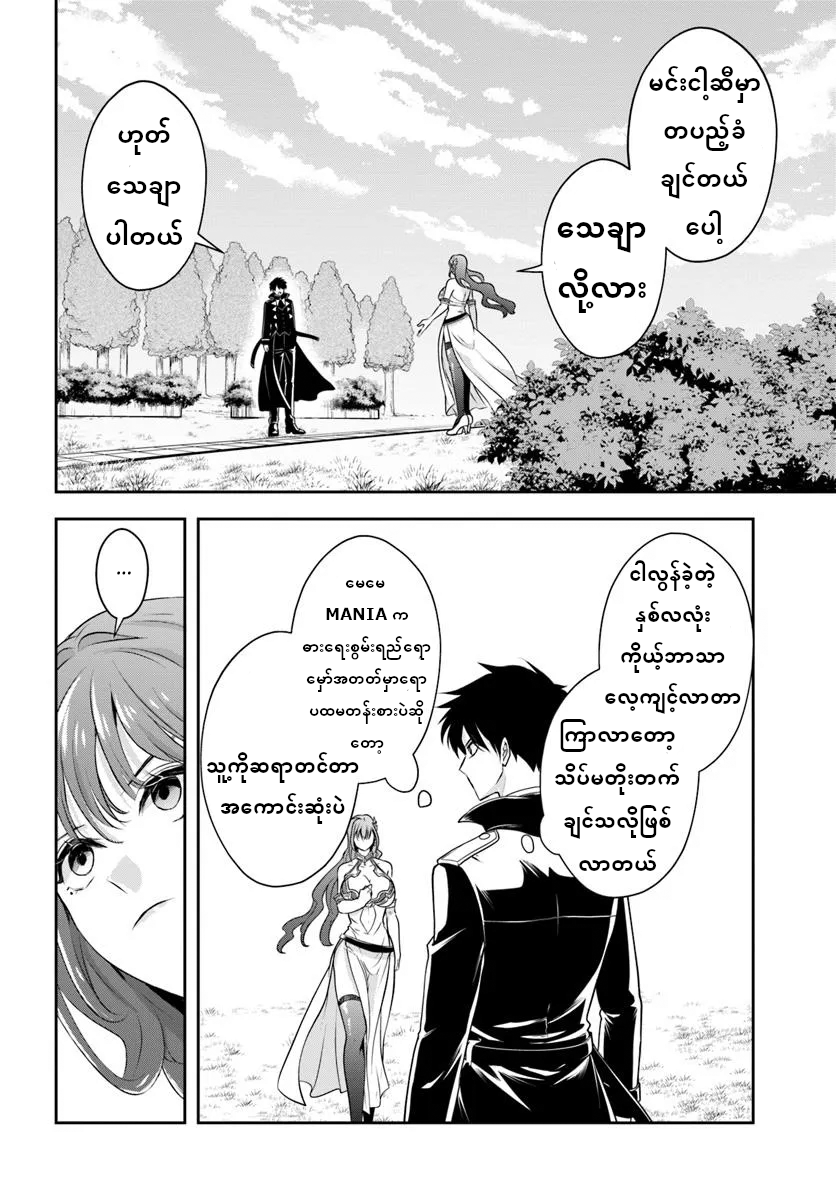 မင်းငါ့ဆီမှာ
တပည့်ခံ
ချင်တယ်
ပေါ့
သေချာ
လို့လား
ဟုတ်
သေချာ
ပါတယ်
ငါလွန်ခဲ့တဲ့
နှစ်လလုံး
ကိုယ့်ဘာသာ
လေ့ကျင့်လာတာ
ကြာလာတော့
သိပ်မတိုးတက်
ချင်သလိုဖြစ်
လာတယ်
မေမေ
MANIA က
ဓားရေးစွမ်းရည်ရော
မှော်အတတ်မှာရော
ပထမတန်းစားပဲဆို
တော့
သူ့ကိုဆရာတင်တာ
အကောင်းဆုံးပဲ
...